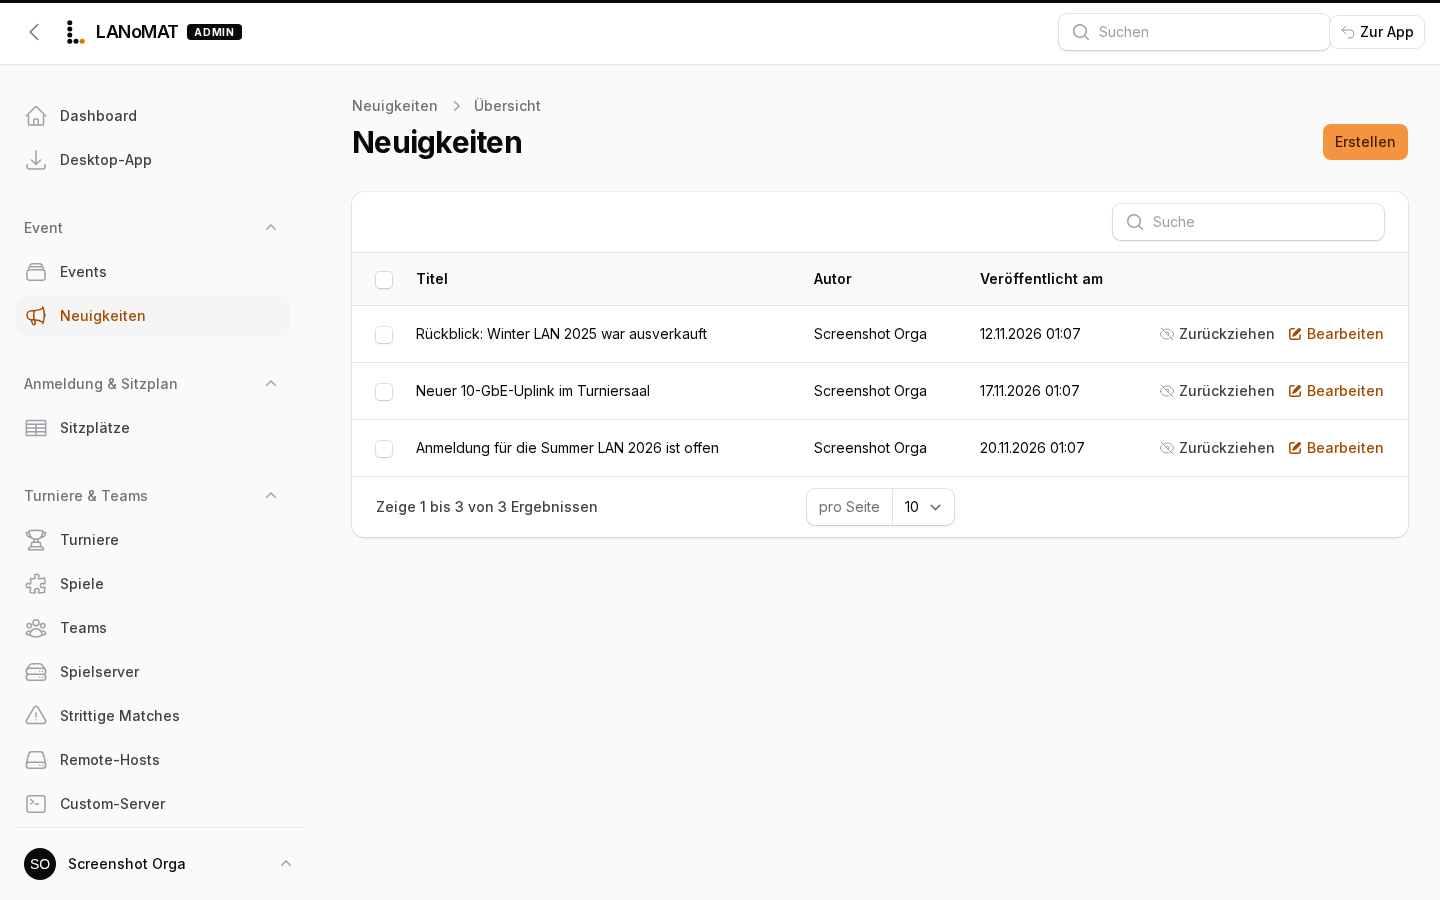 LANoMAT ADMIN
Suchen
Zur App
Dashboard
Desktop-App
Event
Events
Neuigkeiten
Anmeldung & Sitzplan
Sitzplätze
Turniere & Teams
Turniere
Spiele
Teams
Spielserver
Strittige Matches
Remote-Hosts
Custom-Server
SO Screenshot Orga
Neuigkeiten Übersicht
Neuigkeiten
Erstellen
Suche
Titel Autor Veröffentlicht am
Rückblick: Winter LAN 2025 war ausverkauft Screenshot Orga 12.11.2026 01:07 Zurückziehen Bearbeiten
Neuer 10-GbE-Uplink im Turniersaal Screenshot Orga 17.11.2026 01:07 Zurückziehen Bearbeiten
Anmeldung für die Summer LAN 2026 ist offen Screenshot Orga 20.11.2026 01:07 Zurückziehen Bearbeiten
Zeige 1 bis 3 von 3 Ergebnissen pro Seite 10